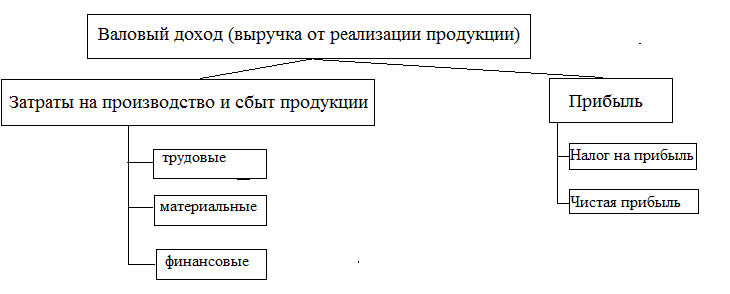 Валовый доход (выручка от реализации продукции)
Затраты на производство и сбыт продукции
Прибыль
трудовые
материальные
финансовые
Налог на прибыль
Чистая прибыль